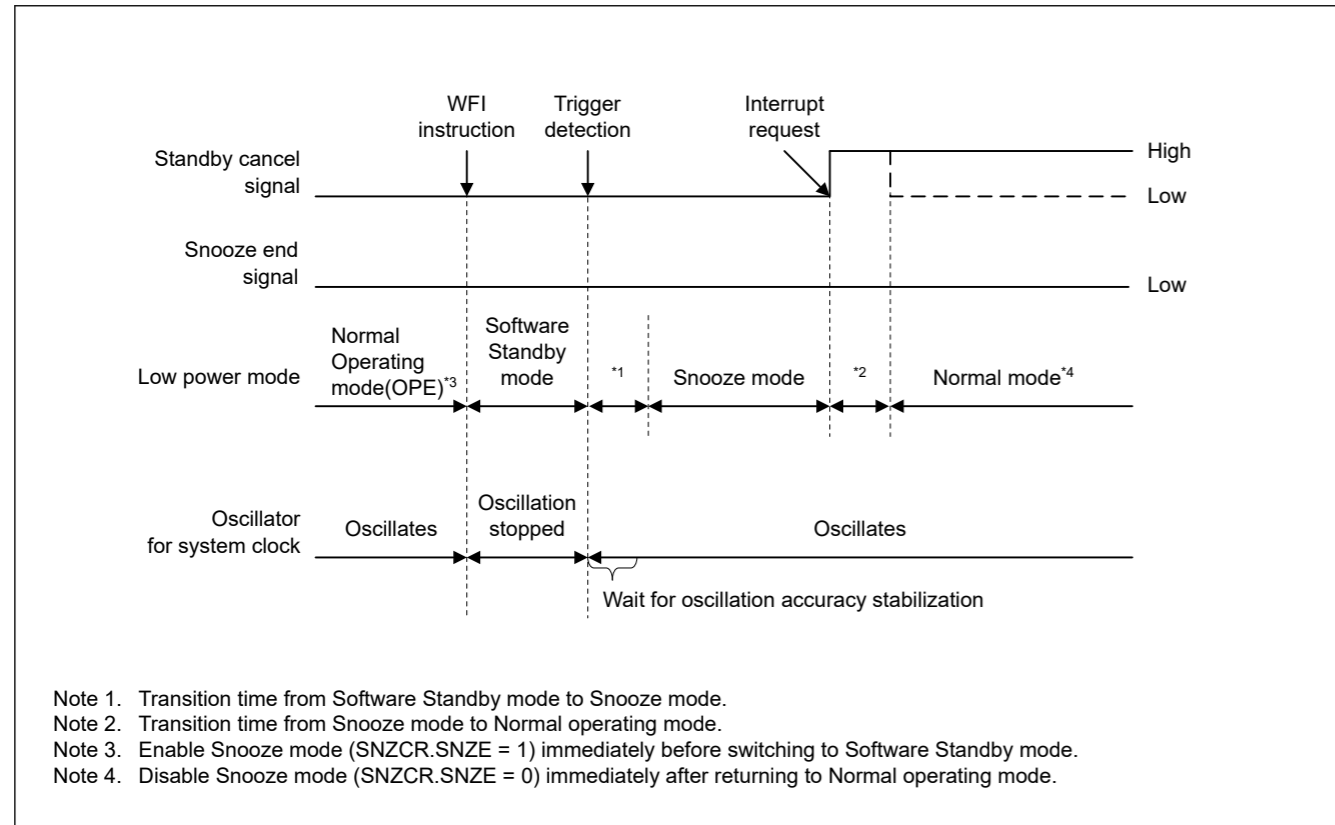 WFI
instruction
Trigger
detection
Interrupt
request
Standby cancel
signal
High
Low
Snooze end
signal
Low
Low power mode
Normal
Operating
mode(OPE)*3
Software
Standby
mode
*1
Snooze mode
*2
Normal mode*4
Oscillator
for system clock
Oscillates
Oscillation
stopped
Oscillates
Wait for oscillation accuracy stabilization
Note 1. Transition time from Software Standby mode to Snooze mode.
Note 2. Transition time from Snooze mode to Normal operating mode.
Note 3. Enable Snooze mode (SNZCR.SNZE = 1) immediately before switching to Software Standby mode.
Note 4. Disable Snooze mode (SNZCR.SNZE = 0) immediately after returning to Normal operating mode.